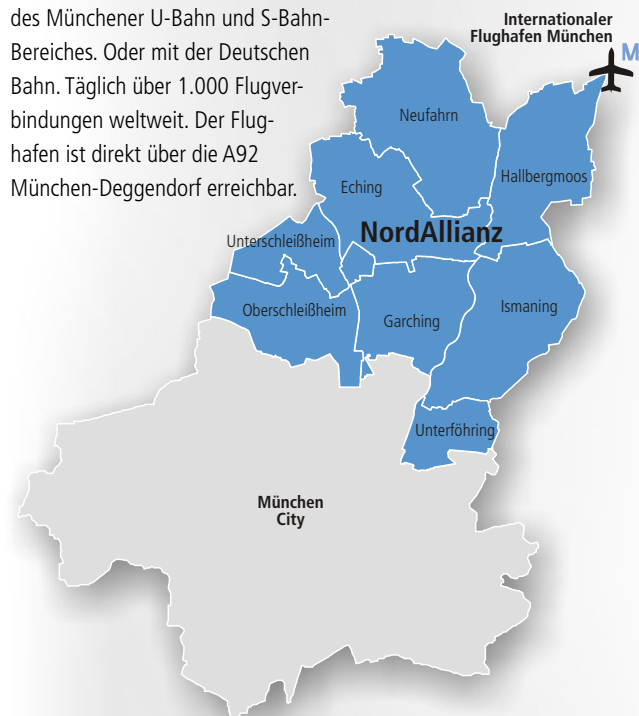 des Münchener U-Bahn und S-Bahn-
Bereiches. Oder mit der Deutschen
Bahn. Täglich über 1.000 Flugver-
bindungen weltweit. Der Flug-
hafen ist direkt über die A92
München-Deggendorf erreichbar.
Internationaler
Flughafen München
M
Neufahrn
Hallbergmoos
Eching
NordAllianz
Unterschleißheim
Oberschleißheim
Garching
Ismaning
Unterföhring
München
City